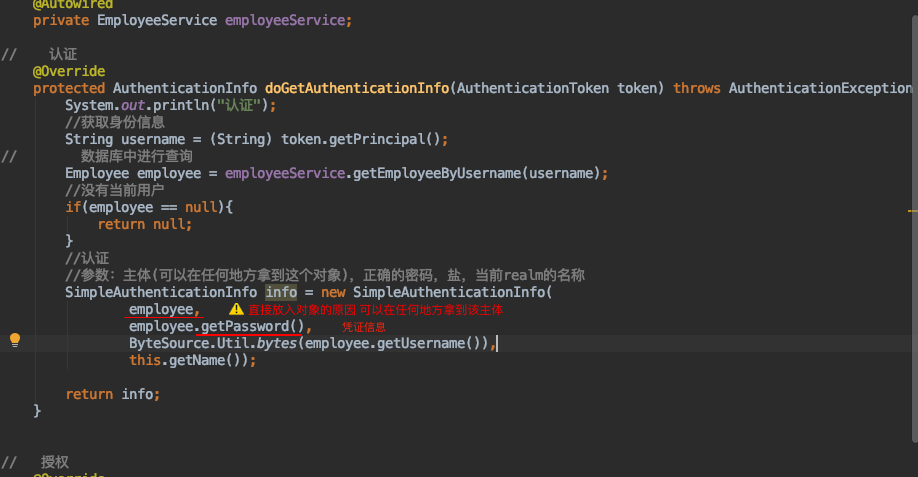 @Autowired
private EmployeeService employeeService;
// 认证
@Override
protected AuthenticationInfo doGetAuthenticationInfo(AuthenticationToken token) throws AuthenticationException
System.out.println("认证");
//获取身份信息
String username = (String) token.getPrincipal();
// 数据库中进行查询
Employee employee = employeeService.getEmployeeByUsername(username);
//没有当前用户
if(employee == null){
return null;
}
//认证
//参数：主体(可以在任何地方拿到这个对象)，正确的密码，盐，当前realm的名称
SimpleAuthenticationInfo info = new SimpleAuthenticationInfo(
employee, 直接放入对象的原因 可以在任何地方拿到该主体
employee.getPassword(), 凭证信息
ByteSource.Util.bytes(employee.getUsername()),
this.getName());
return info;
}
// 授权
@Override